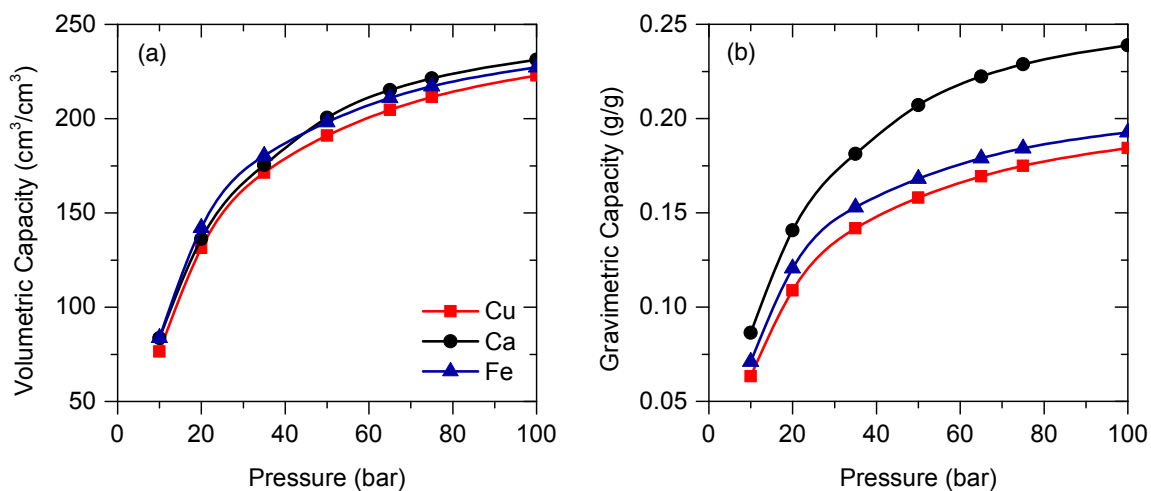 (a)
250
200
150
100
50
Volumetric Capacity (cm³/cm³)
Cu
Ca
Fe
0 20 40 60 80 100
Pressure (bar)
(b)
0.25
0.20
0.15
0.10
0.05
Gravimetric Capacity (g/g)
0 20 40 60 80 100
Pressure (bar)